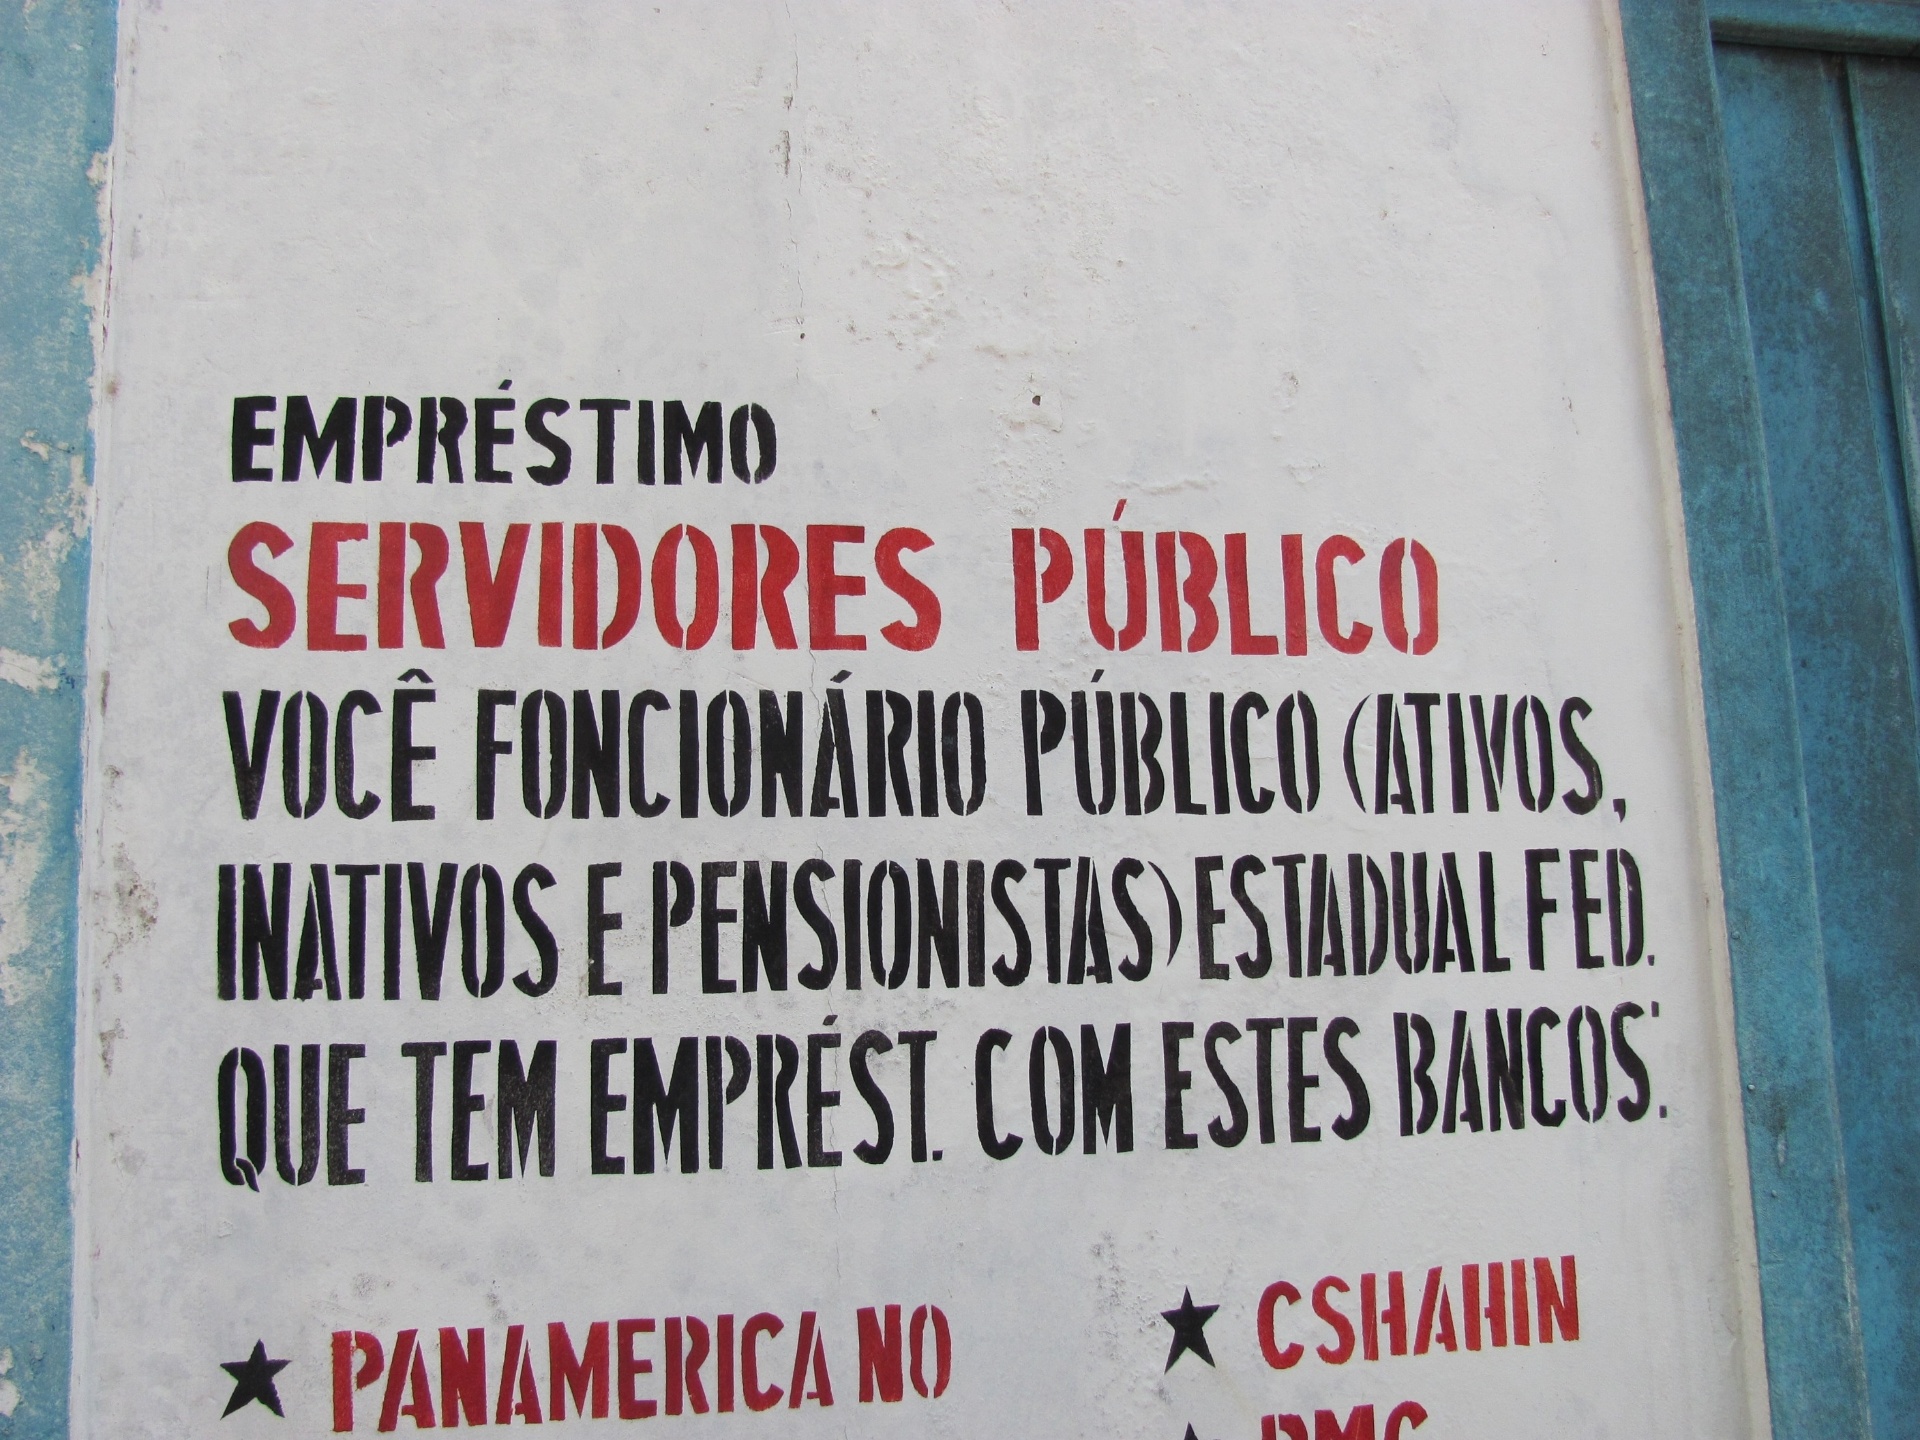 EMPRÉSTIMO
SERVIDORES PÚBLICO
VOCÊ FONCIONÁRIO PÚBLICO (ATIVOS,
INATIVOS E PENSIONISTAS) ESTADUAL FED.
QUE TEM EMPRÉST. COM ESTES BANCOS:
★ PANAMERICA NO
★ CSHAHIN